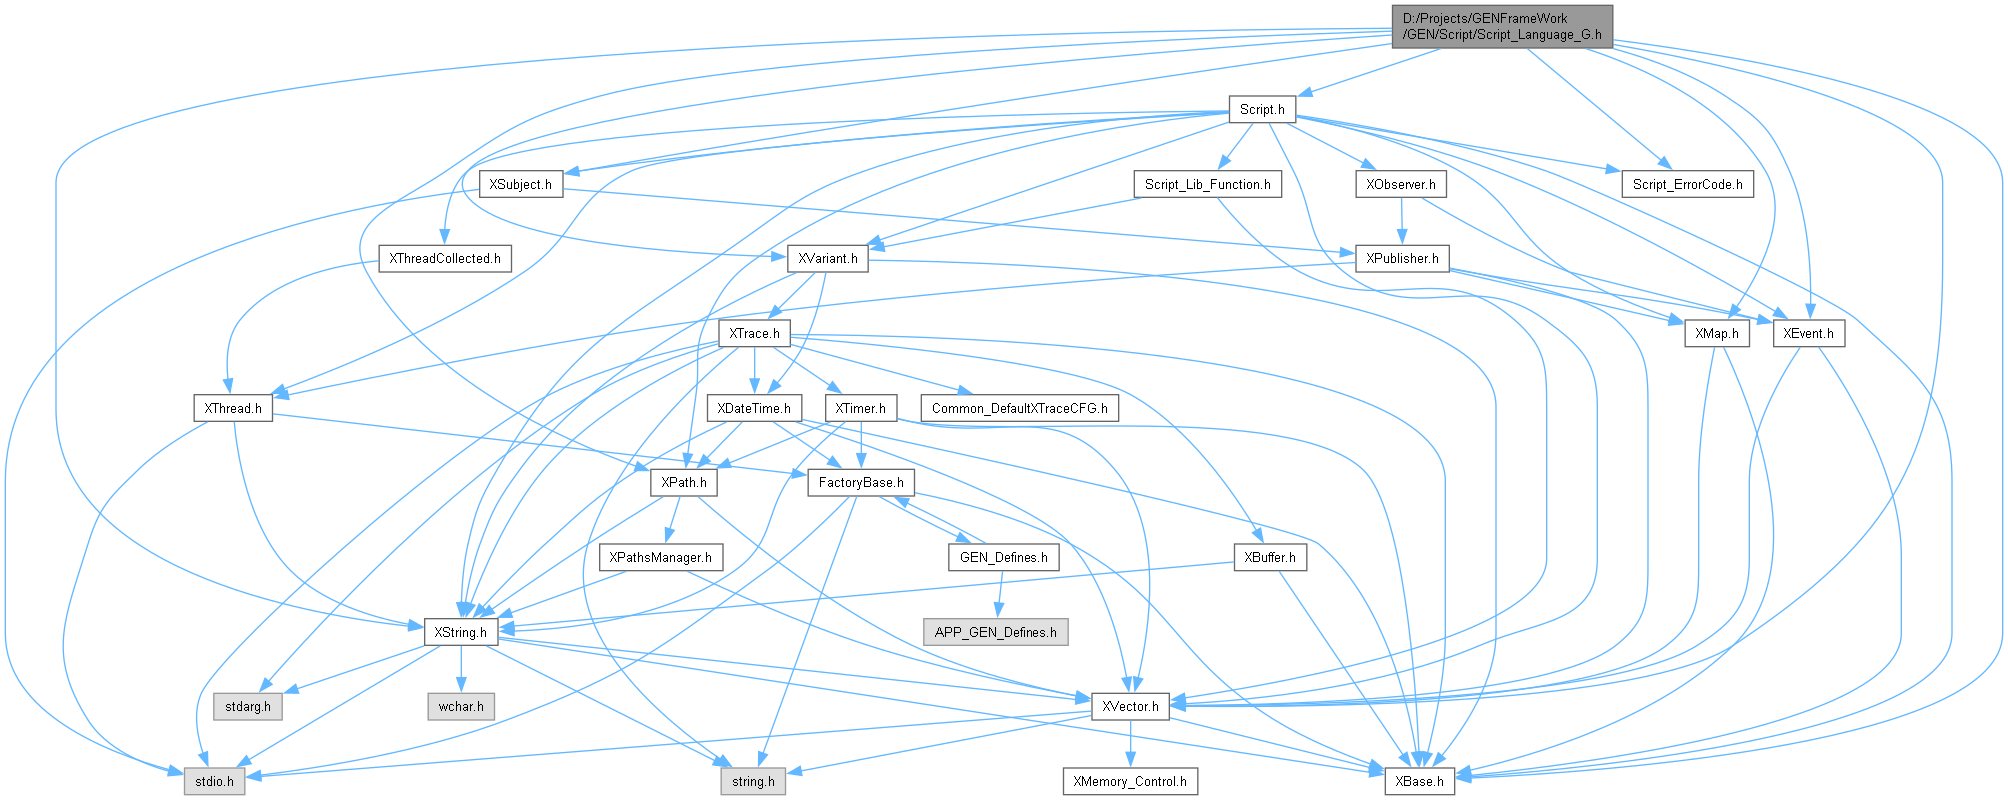 D:/Projects/GENFrameWork
/GEN/Script/Script_Language_G.h
Script.h
XSubject.h
Script_Lib_Function.h
XObserver.h
Script_ErrorCode.h
XThreadCollected.h
XVariant.h
XPublisher.h
XTrace.h
XMap.h
XEvent.h
XThread.h
XDateTime.h
XTimer.h
Common_DefaultXTraceCFG.h
XPath.h
FactoryBase.h
XPathsManager.h
GEN_Defines.h
XBuffer.h
XString.h
APP_GEN_Defines.h
stdarg.h
wchar.h
XVector.h
stdio.h
string.h
XMemory_Control.h
XBase.h